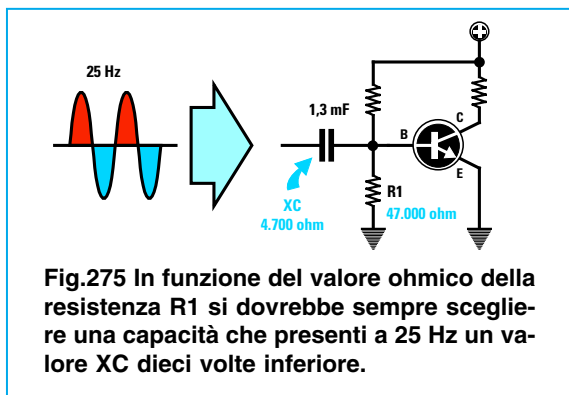 25 Hz
1,3 mF
C
B
E
R1
XC
4.700 ohm
47.000 ohm
Fig.275 In funzione del valore ohmico della
resistenza R1 si dovrebbe sempre sceglie-
re una capacità che presenti a 25 Hz un va-
lore XC dieci volte inferiore.